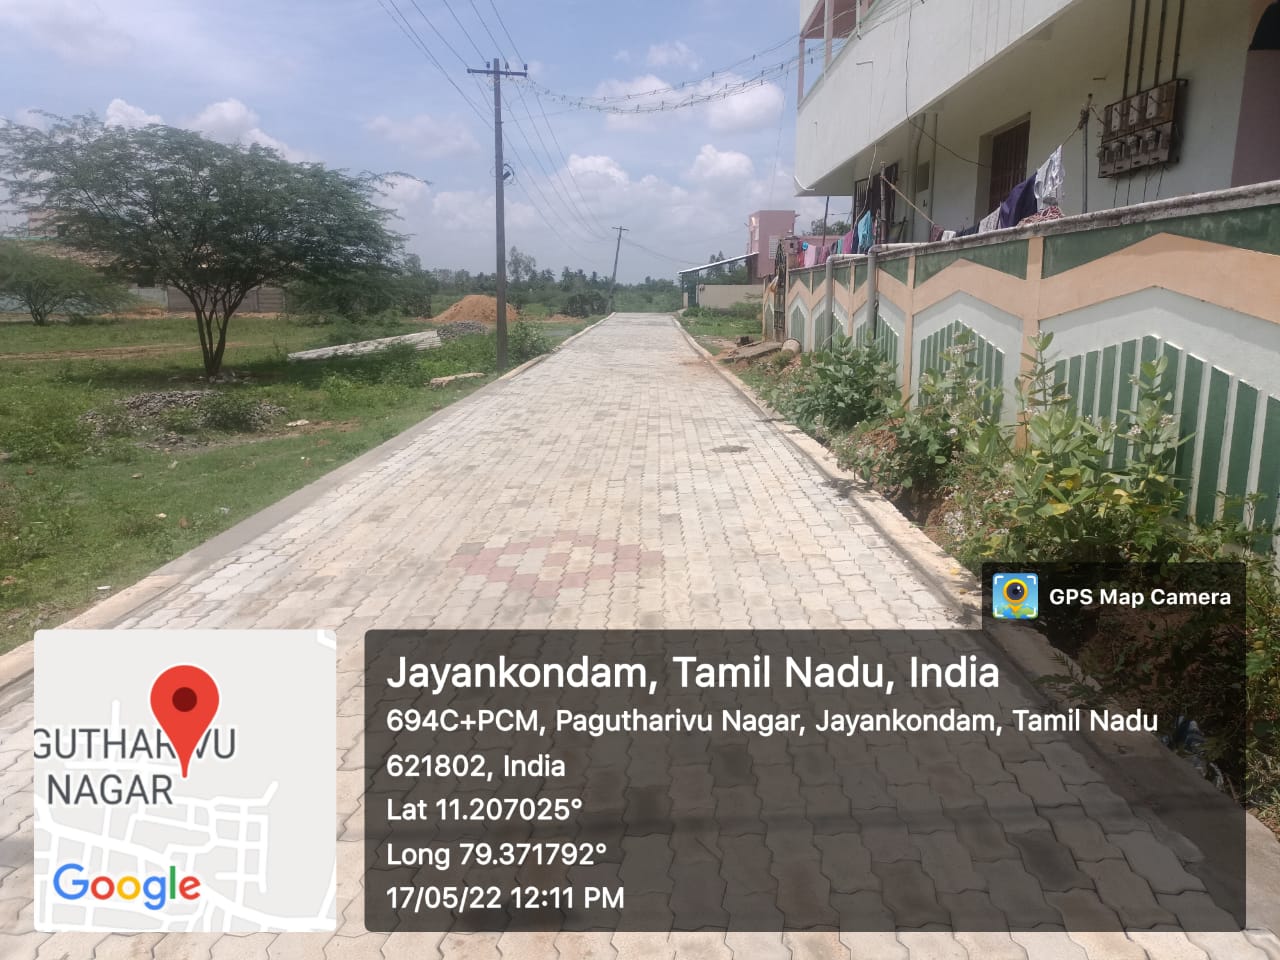 GPS Map Camera
Jayankondam, Tamil Nadu, India
694C+PCM, Pagutharivu Nagar, Jayankondam, Tamil Nadu
621802, India
Lat 11.207025°
Long 79.371792°
17/05/22 12:11 PM
GUTHARIVU
NAGAR
Google